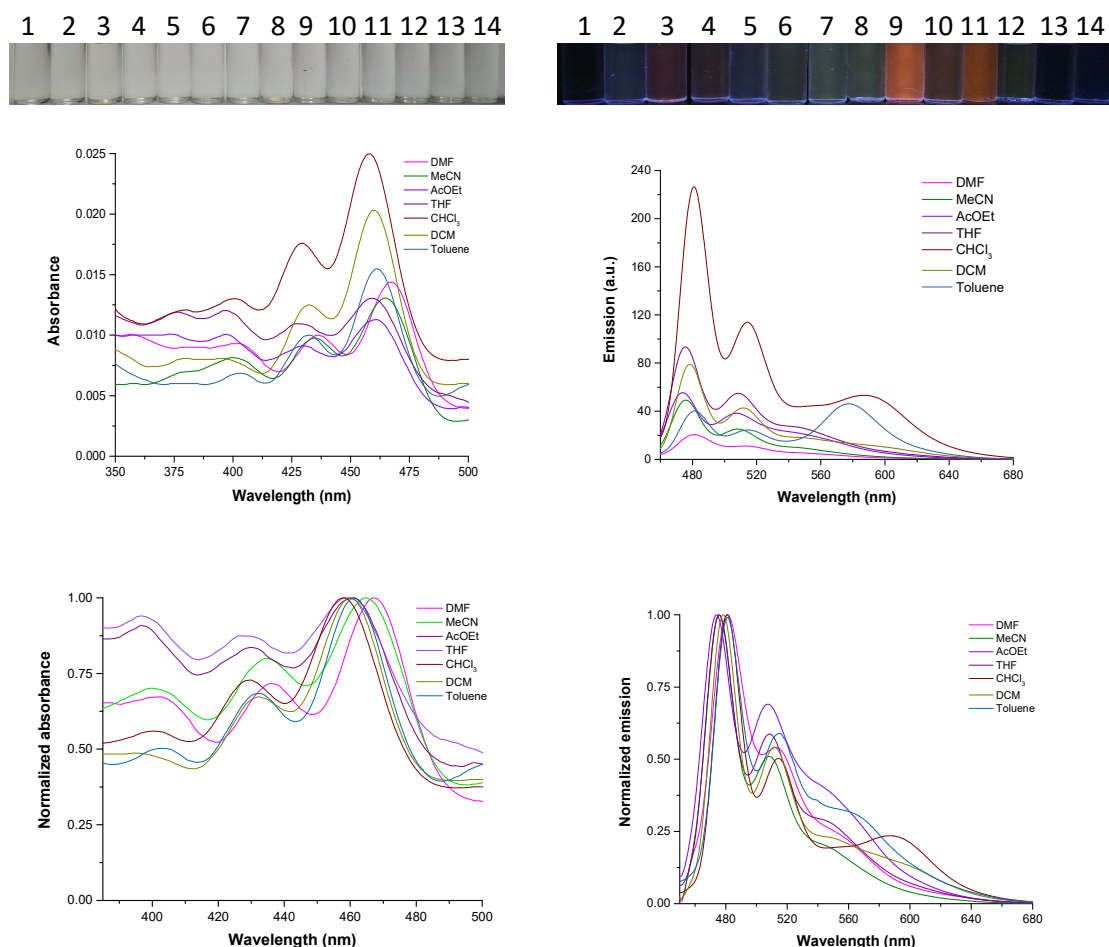 1 2 3 4 5 6 7 8 9 10 11 12 13 14
1 2 3 4 5 6 7 8 9 10 11 12 13 14
0.025
0.020
0.015
0.010
0.005
0.000
Absorbance
DMF
MeCN
AcOEt
THF
CHCl3
DCM
Toluene
350 375 400 425 450 475 500
Wavelength (nm)
240
200
160
120
80
40
0
Emission (a.u.)
DMF
MeCN
AcOEt
THF
CHCl3
DCM
Toluene
480 520 560 600 640 680
Wavelength (nm)
1.00
0.75
0.50
0.25
0.00
Normalized absorbance
DMF
MeCN
AcOEt
THF
CHCl3
DCM
Toluene
400 420 440 460 480 500
Wavelength (nm)
1.00
0.75
0.50
0.25
0.00
Normalized emission
DMF
MeCN
AcOEt
THF
CHCl3
DCM
Toluene
480 520 560 600 640 680
Wavelength (nm)